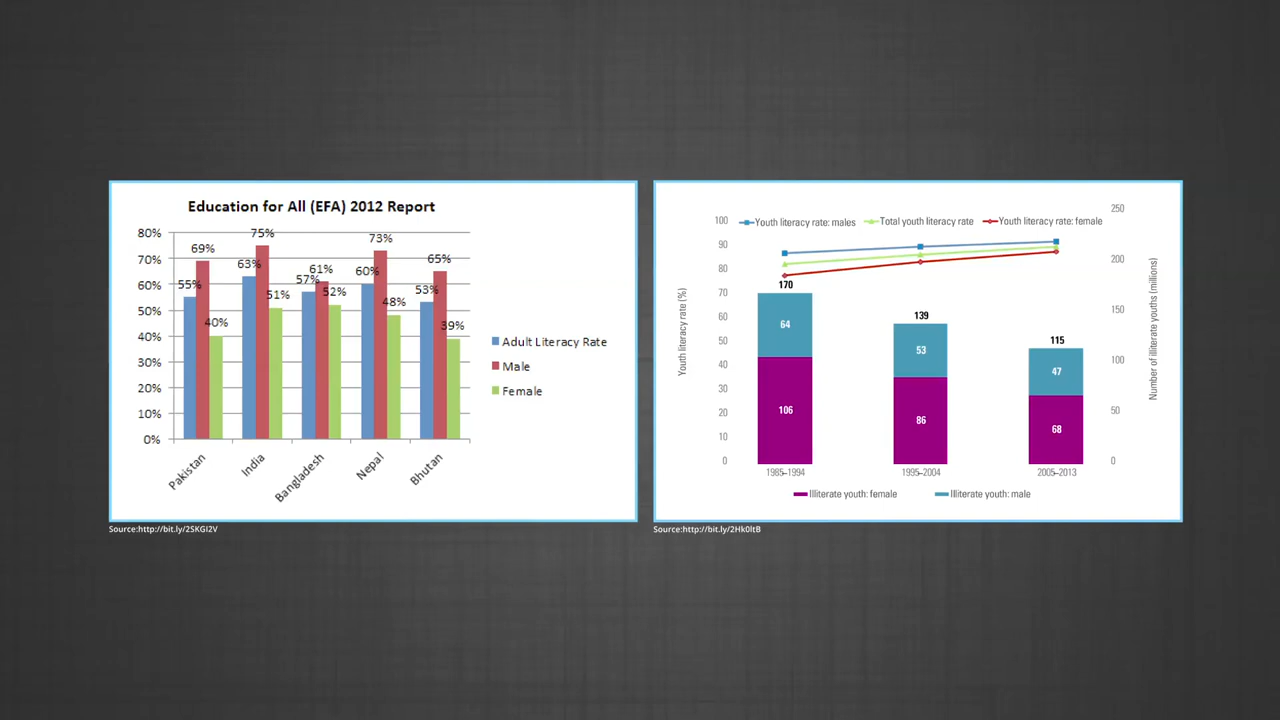 Education for All (EFA) 2012 Report
80%
70%
60%
50%
40%
30%
20%
10%
0%
55%
69%
40%
63%
75%
51%
57%
61%
52%
60%
73%
48%
53%
65%
39%
Pakistan
India
Bangladesh
Nepal
Bhutan
Adult Literacy Rate
Male
Female
Source:http://bit.ly/2SKGI2V
Youth literacy rate: males
Total youth literacy rate
Youth literacy rate: female
Youth literacy rate (%)
100
90
80
70
60
50
40
30
20
10
0
170
64
106
139
53
86
115
47
68
1985–1994
1995–2004
2005–2013
250
200
150
100
50
0
Number of illiterate youths (millions)
Illiterate youth: female
Illiterate youth: male
Source:http://bit.ly/2Hk0ltB